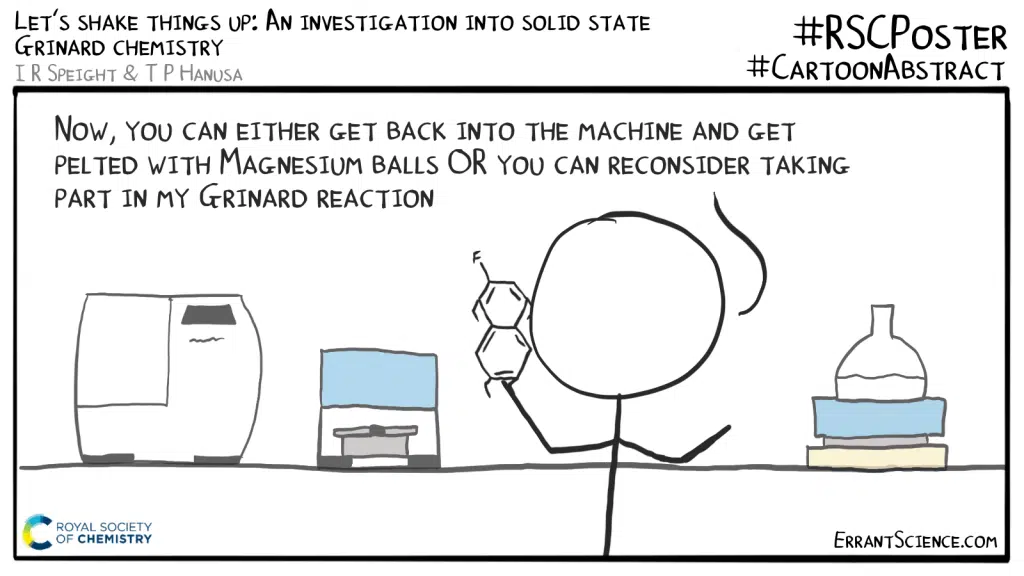 Let's shake things up: An investigation into solid state
Grinard chemistry
I R Speight & T P Hanusa
#RSCPoster
#CartoonAbstract
Now, you can either get back into the machine and get
pelted with Magnesium balls OR you can reconsider taking
part in my Grinard reaction
F
ROYAL SOCIETY
OF CHEMISTRY
ErrantScience.com